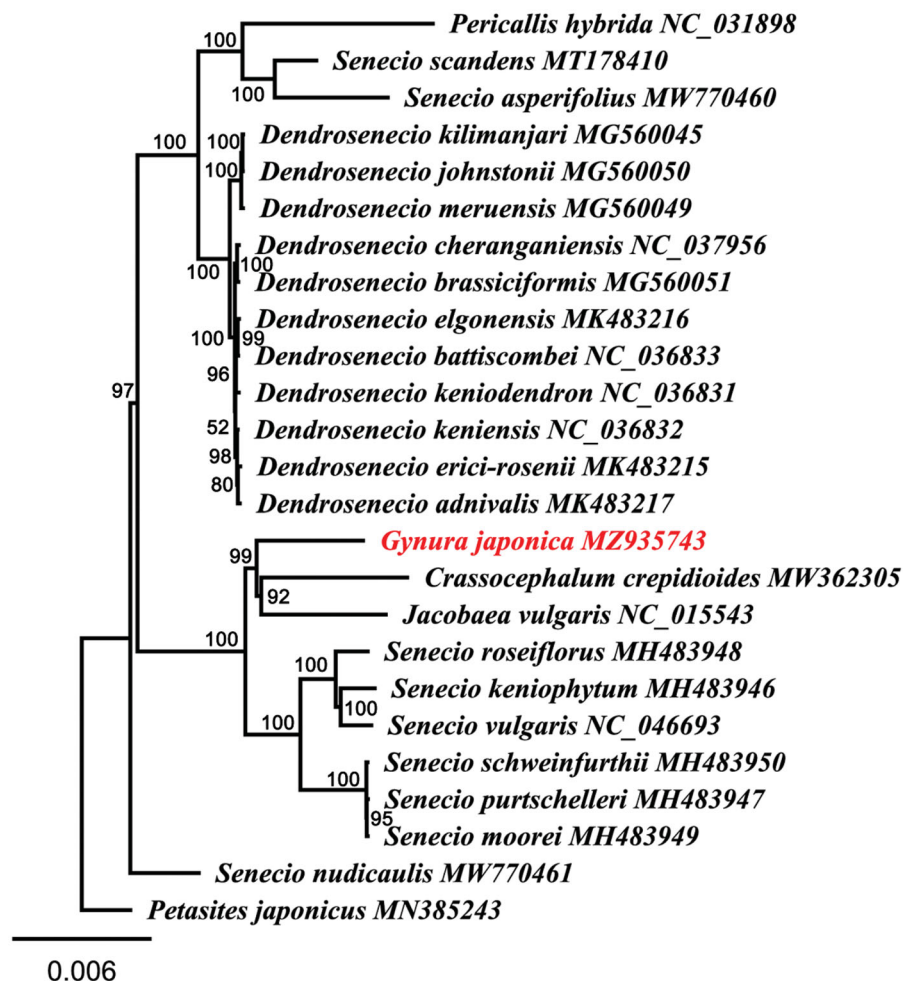 Pericallis hybrida NC_031898
100
Senecio scandens MT178410
100
Senecio asperifolius MW770460
100
100
Dendrosenecio kilimanjari MG560045
100
Dendrosenecio johnstonii MG560050
Dendrosenecio meruensis MG560049
Dendrosenecio cheranganiensis NC_037956
100
100
Dendrosenecio brassiciformis MG560051
Dendrosenecio elgonensis MK483216
100
99
Dendrosenecio battiscombei NC_036833
96
Dendrosenecio keniodendron NC_036831
97
52
Dendrosenecio keniensis NC_036832
98
Dendrosenecio erici-rosenii MK483215
80
Dendrosenecio adnivalis MK483217
Gynura japonica MZ935743
99
Crassocephalum crepidioides MW362305
92
Jacobaea vulgaris NC_015543
100
Senecio roseiflorus MH483948
100
Senecio keniophytum MH483946
100
Senecio vulgaris NC_046693
100
Senecio schweinfurthii MH483950
100
Senecio purtschelleri MH483947
95
Senecio moorei MH483949
Senecio nudicaulis MW770461
Petasites japonicus MN385243
0.006